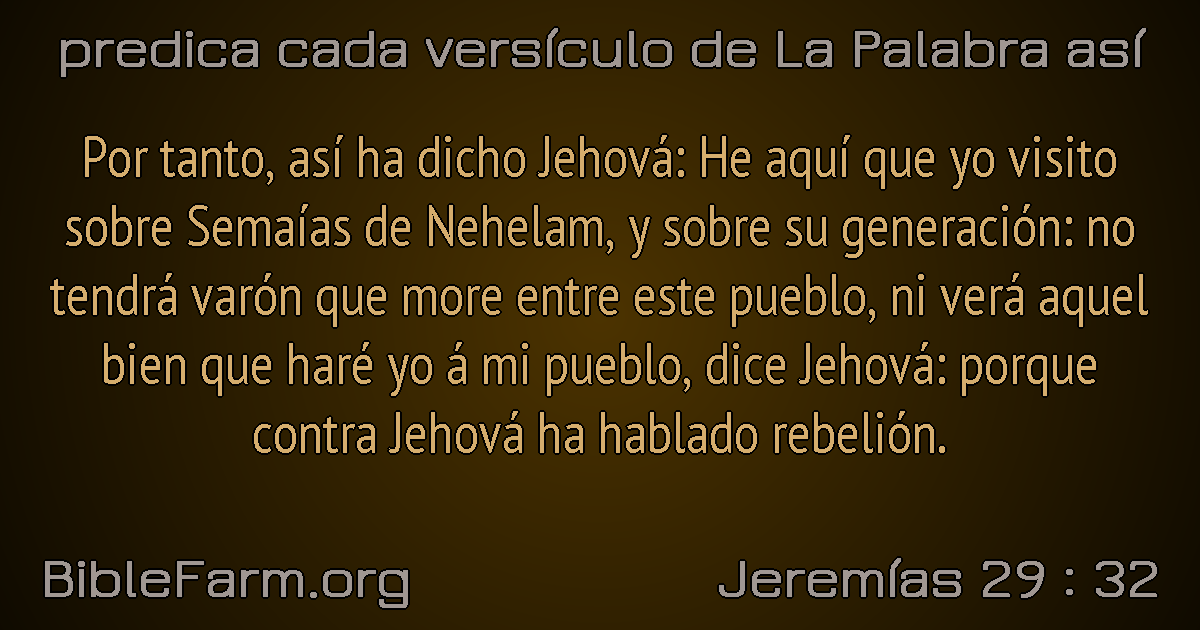 predica cada versículo de La Palabra así
Por tanto, así ha dicho Jehová: He aquí que yo visito
sobre Semaías de Nehelam, y sobre su generación: no
tendrá varón que more entre este pueblo, ni verá aquel
bien que haré yo á mi pueblo, dice Jehová: porque
contra Jehová ha hablado rebelión.
BibleFarm.org
Jeremías 29 : 32